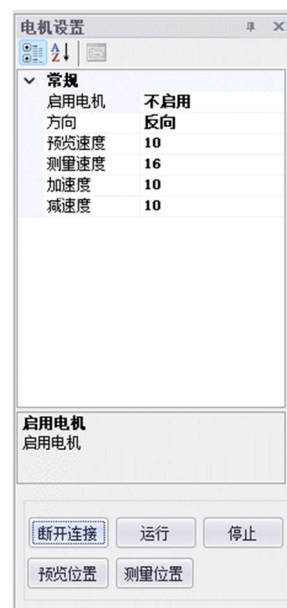 电机设置
常规
启用电机 不启用
方向 反向
预览速度 10
测量速度 16
加速度 10
减速度 10
启用电机
启用电机
断开连接 运行 停止
预览位置 测量位置